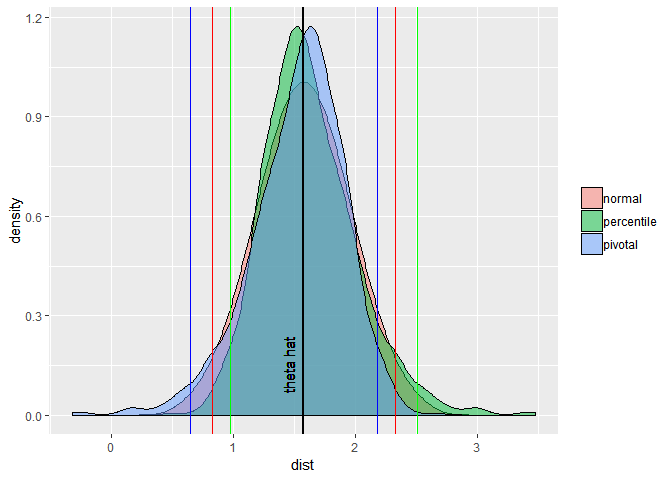 1.2
0.9
0.6
0.3
0.0
density
theta hat
0
1
2
3
dist
normal
percentile
pivotal